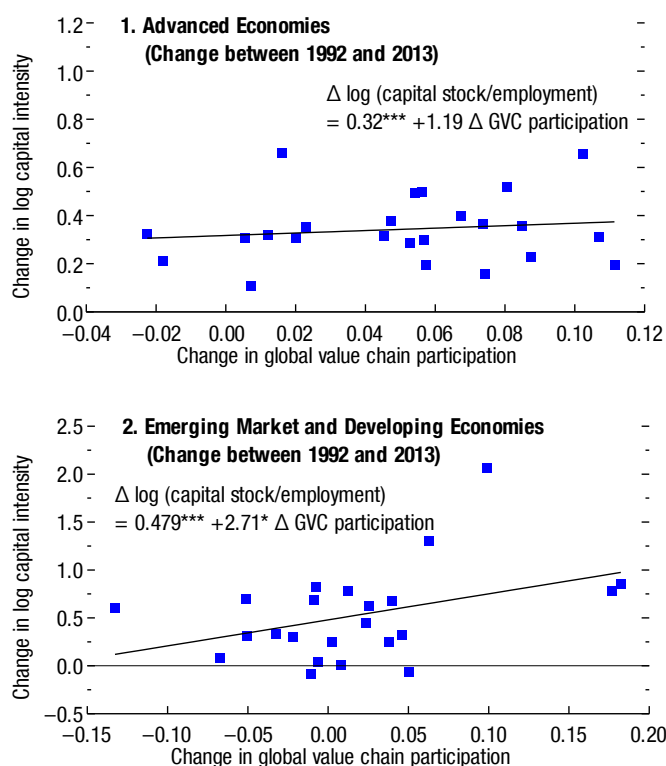 1. Advanced Economies
(Change between 1992 and 2013)
Δ log (capital stock/employment)
= 0.32*** +1.19 Δ GVC participation
Change in log capital intensity
1.2
1.0
0.8
0.6
0.4
0.2
0.0
−0.04 −0.02 0.00 0.02 0.04 0.06 0.08 0.10 0.12
Change in global value chain participation
2. Emerging Market and Developing Economies
(Change between 1992 and 2013)
Δ log (capital stock/employment)
= 0.479*** +2.71* Δ GVC participation
Change in log capital intensity
2.5
2.0
1.5
1.0
0.5
0.0
−0.5
−0.15 −0.10 −0.05 0.00 0.05 0.10 0.15 0.20
Change in global value chain participation